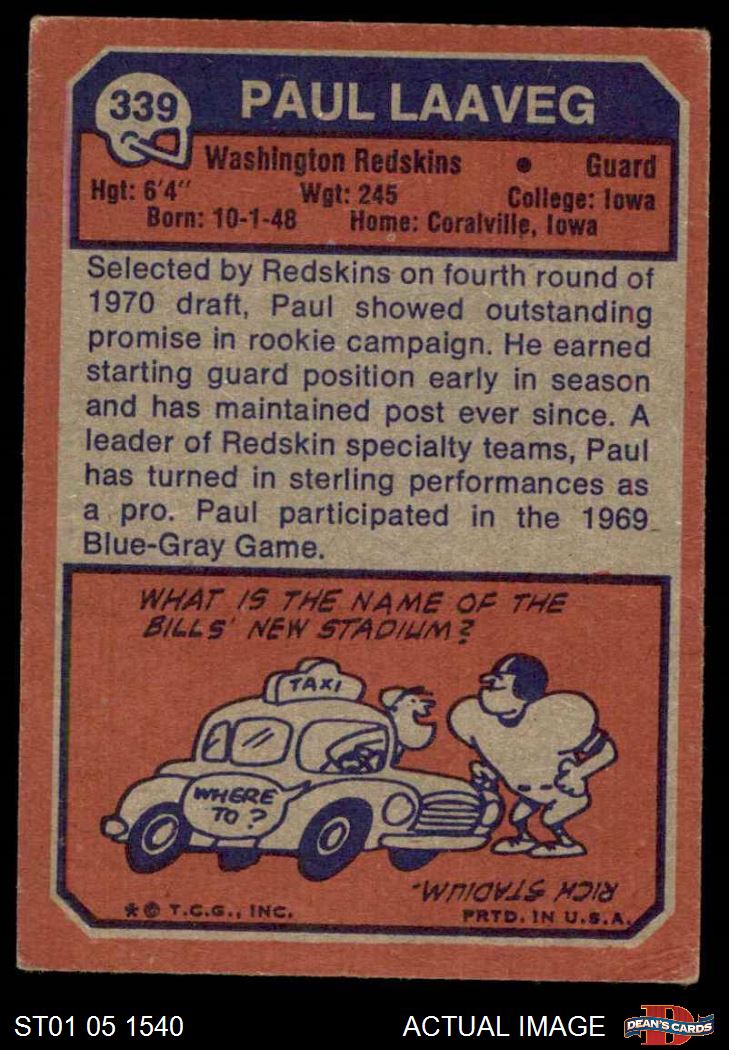 339
PAUL LAAVEG
Washington Redskins • Guard
Hgt: 6'4" Wgt: 245 College: Iowa
Born: 10-1-48 Home: Coralville, Iowa
Selected by Redskins on fourth round of
1970 draft, Paul showed outstanding
promise in rookie campaign. He earned
starting guard position early in season
and has maintained post ever since. A
leader of Redskin specialty teams, Paul
has turned in sterling performances as
a pro. Paul participated in the 1969
Blue-Gray Game.
WHAT IS THE NAME OF THE
BILLS' NEW STADIUM?
TAXI
WHERE
TO?
RICH STADIUM.
* © T.C.G., INC. PRTD. IN U.S.A.
ST01 05 1540 ACTUAL IMAGE
D
DEAN'S CARDS